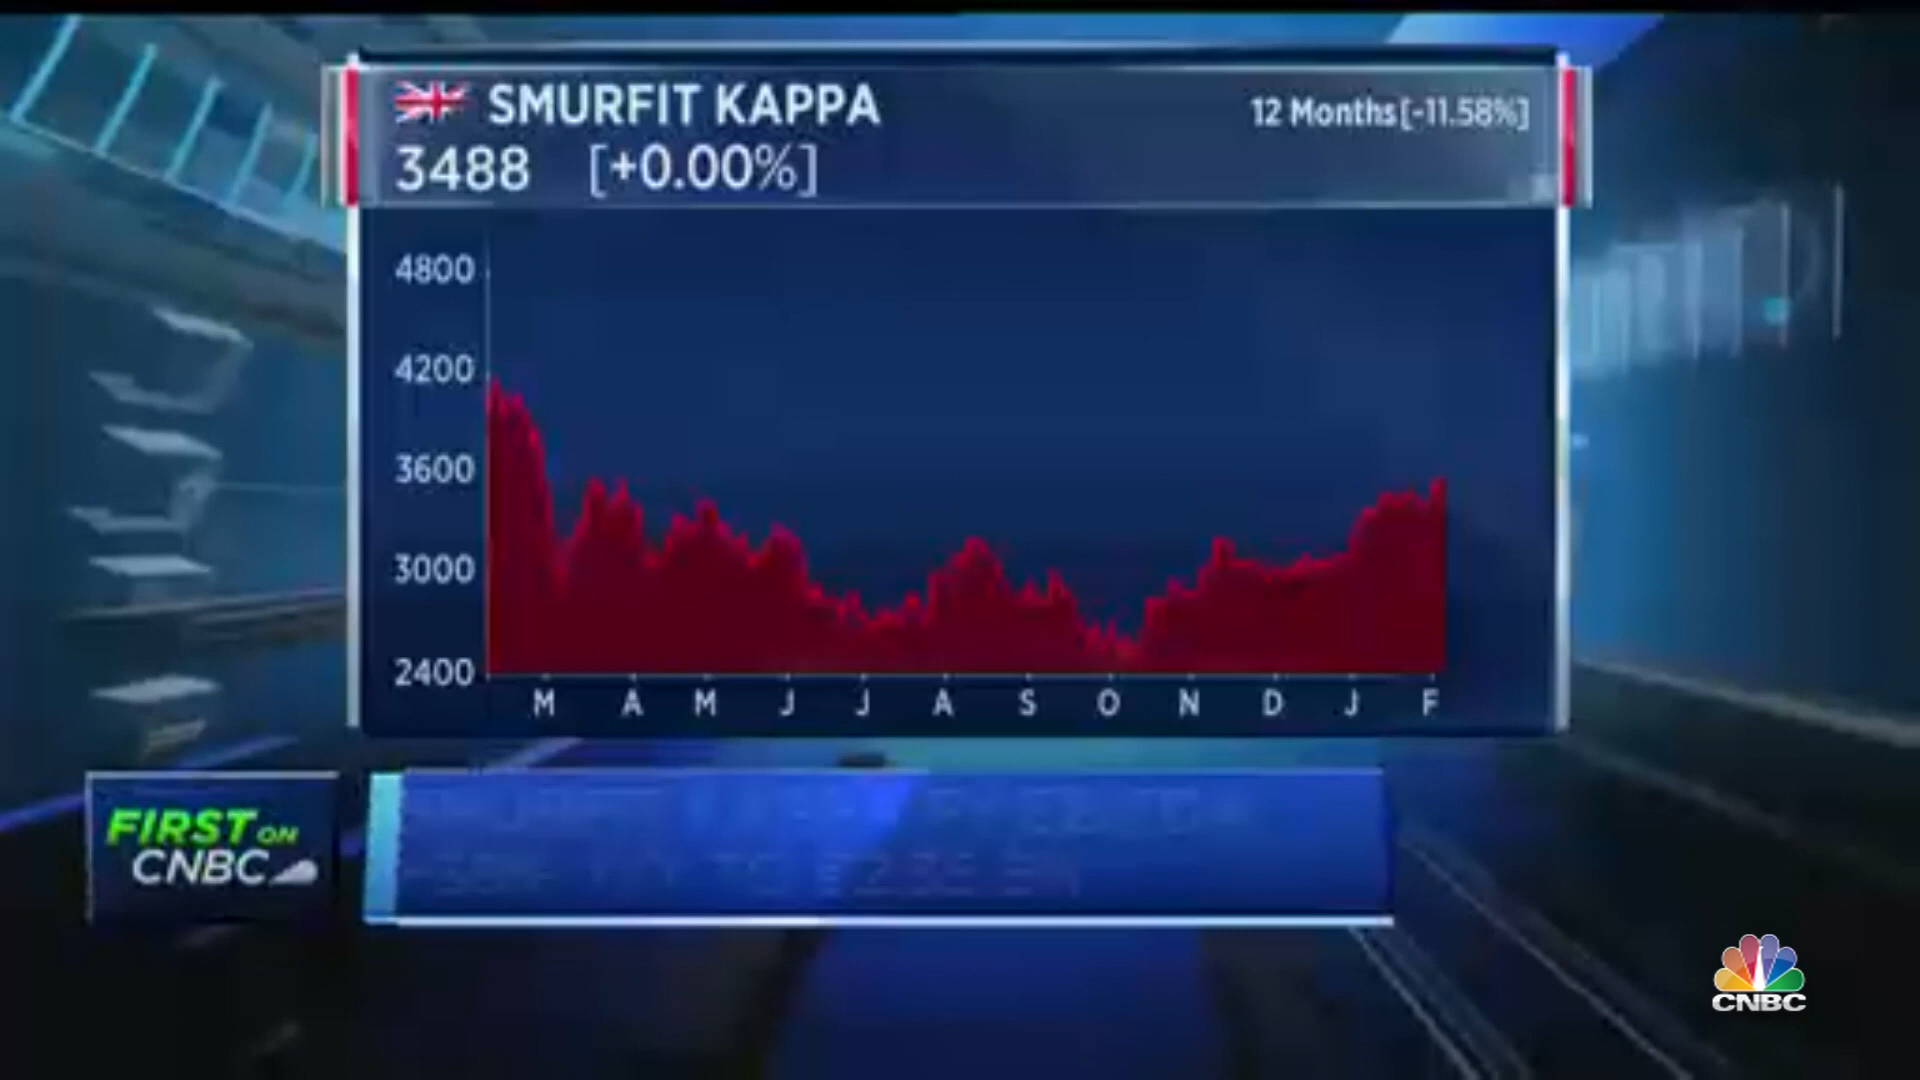 SMURFIT KAPPA
12 Months[-11.58%]
3488 [+0.00%]
4800
4200
3600
3000
2400
M A M J J A S O N D J F
FIRST ON
CNBC
CNBC